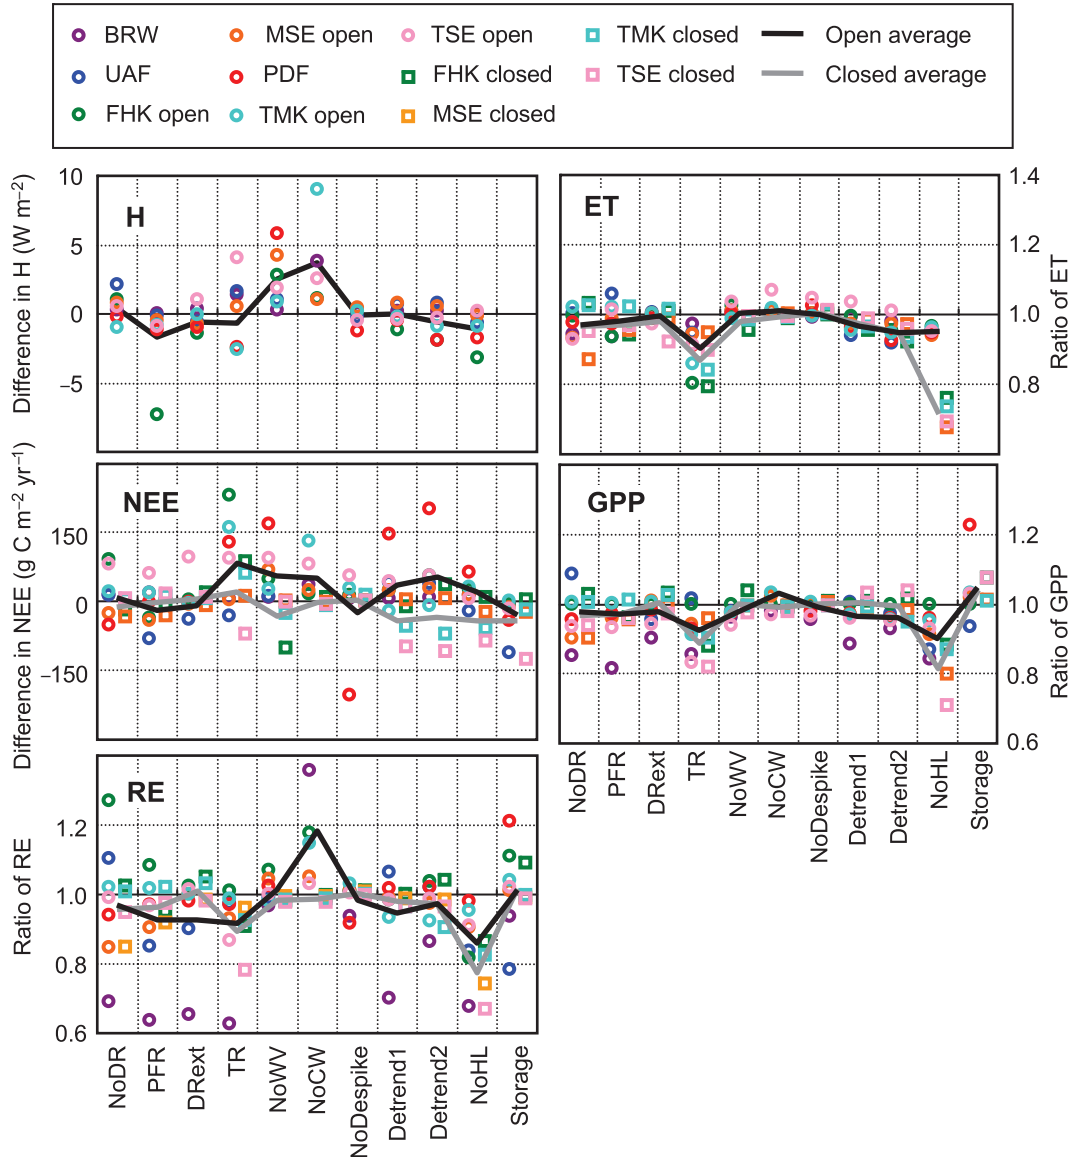 BRW MSE open TSE open TMK closed Open average
UAF PDF FHK closed TSE closed Closed average
FHK open TMK open MSE closed
H
Difference in H (W m−2)
10
5
0
−5
ET
Ratio of ET
1.4
1.2
1.0
0.8
NEE
Difference in NEE (g C m−2 yr−1)
150
0
−150
GPP
Ratio of GPP
1.2
1.0
0.8
0.6
NoDR PFR DRext TR NoWV NoCW NoDespike Detrend1 Detrend2 NoHL Storage
RE
Ratio of RE
1.2
1.0
0.8
0.6
NoDR PFR DRext TR NoWV NoCW NoDespike Detrend1 Detrend2 NoHL Storage